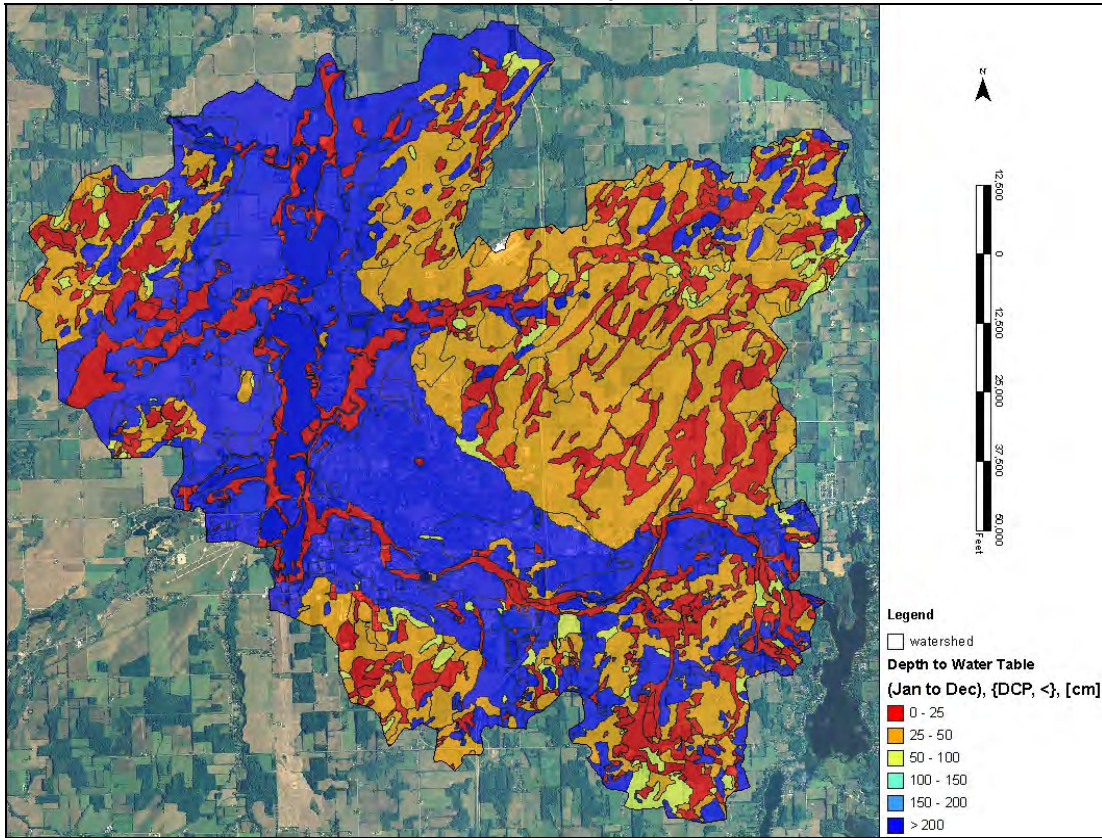 N
12,500
0
12,500
25,000
37,500
50,000
Feet
Legend
watershed
Depth to Water Table
(Jan to Dec), {DCP, <}, [cm]
0 - 25
25 - 50
50 - 100
100 - 150
150 - 200
> 200